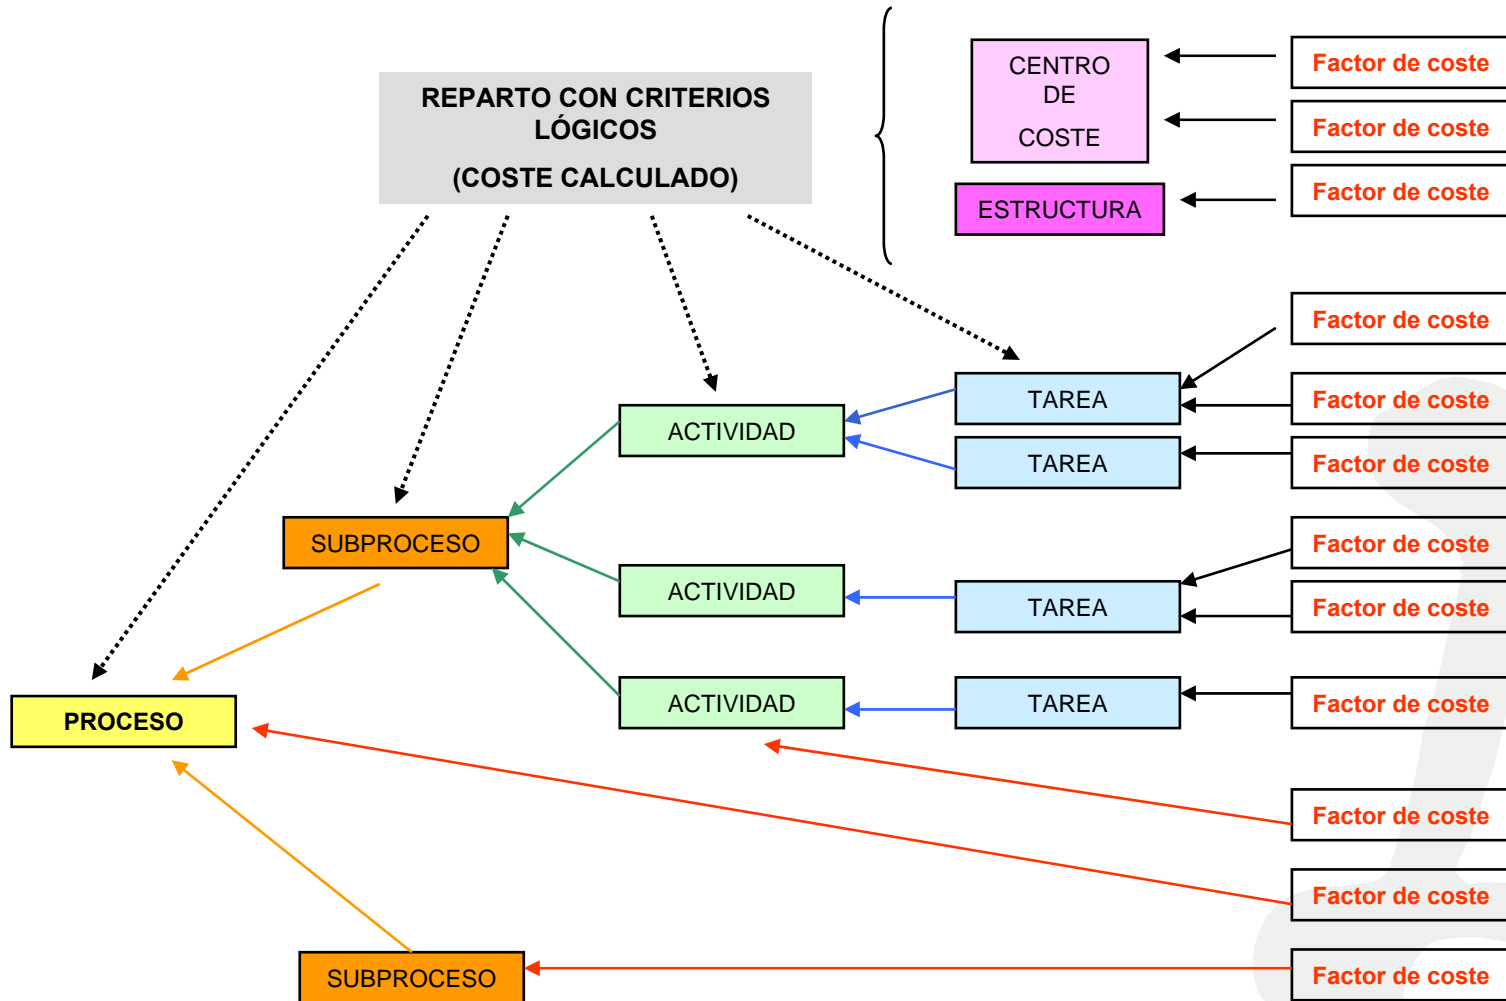 CENTRO
DE
COSTE
Factor de coste
Factor de coste
REPARTO CON CRITERIOS
LÓGICOS
(COSTE CALCULADO)
ESTRUCTURA
Factor de coste
Factor de coste
TAREA
Factor de coste
ACTIVIDAD
TAREA
Factor de coste
SUBPROCESO
Factor de coste
ACTIVIDAD
TAREA
Factor de coste
PROCESO
ACTIVIDAD
TAREA
Factor de coste
Factor de coste
Factor de coste
SUBPROCESO
Factor de coste